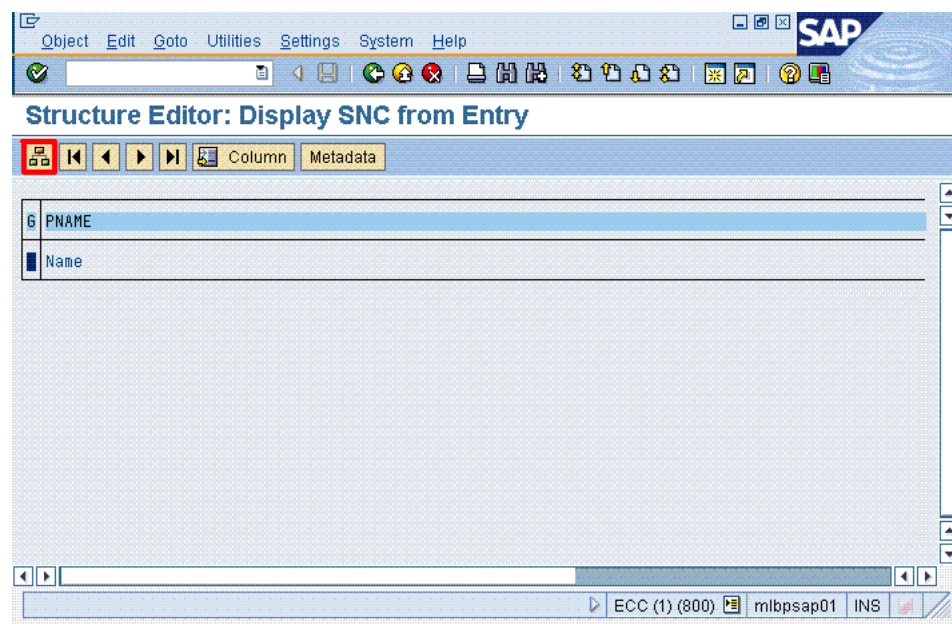 Object Edit Goto Utilities Settings System Help
SAP
Structure Editor: Display SNC from Entry
Column Metadata
G PNAME
Name
ECC (1) (800) mlbpsap01 INS